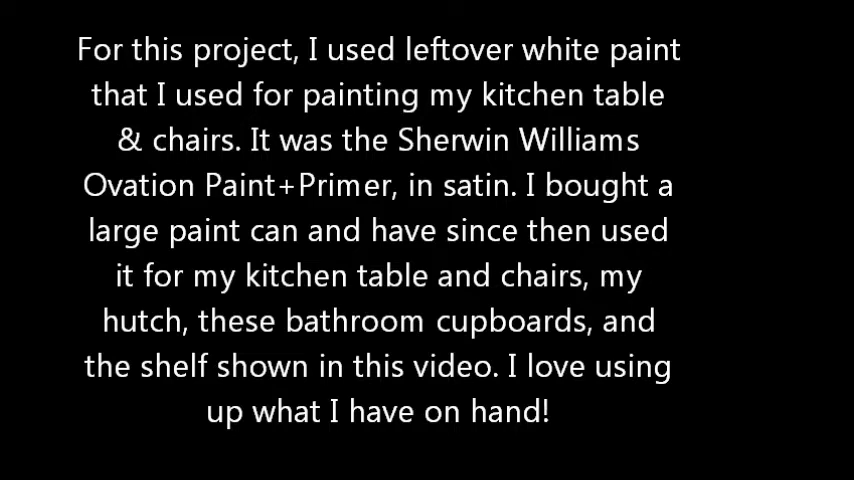 For this project, I used leftover white paint
that I used for painting my kitchen table
& chairs. It was the Sherwin Williams
Ovation Paint+Primer, in satin. I bought a
large paint can and have since then used
it for my kitchen table and chairs, my
hutch, these bathroom cupboards, and
the shelf shown in this video. I love using
up what I have on hand!